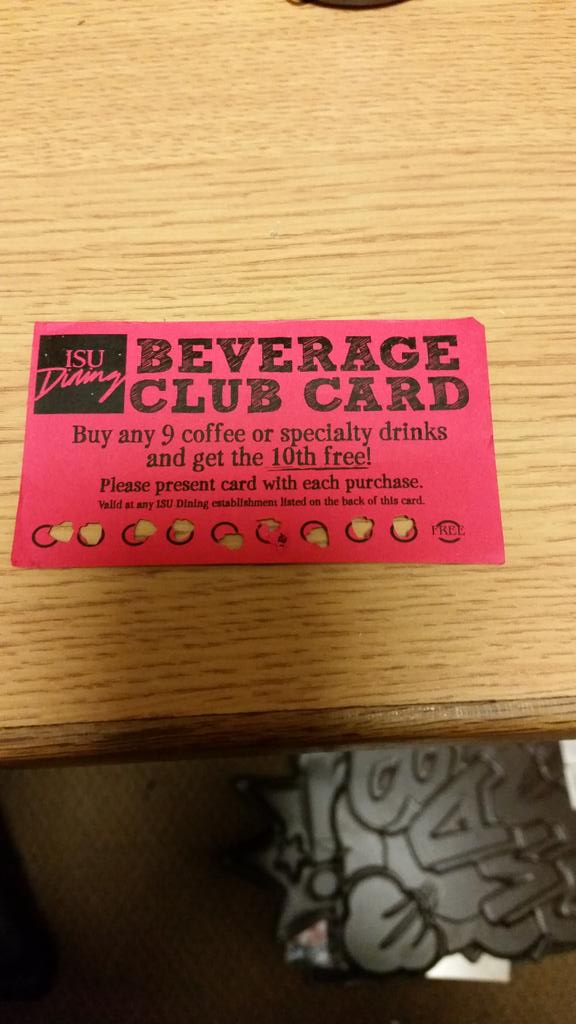 ISU
Dining
BEVERAGE
CLUB CARD
Buy any 9 coffee or specialty drinks
and get the 10th free!
Please present card with each purchase.
Valid at any ISU Dining establishment listed on the back of this card.
FREE